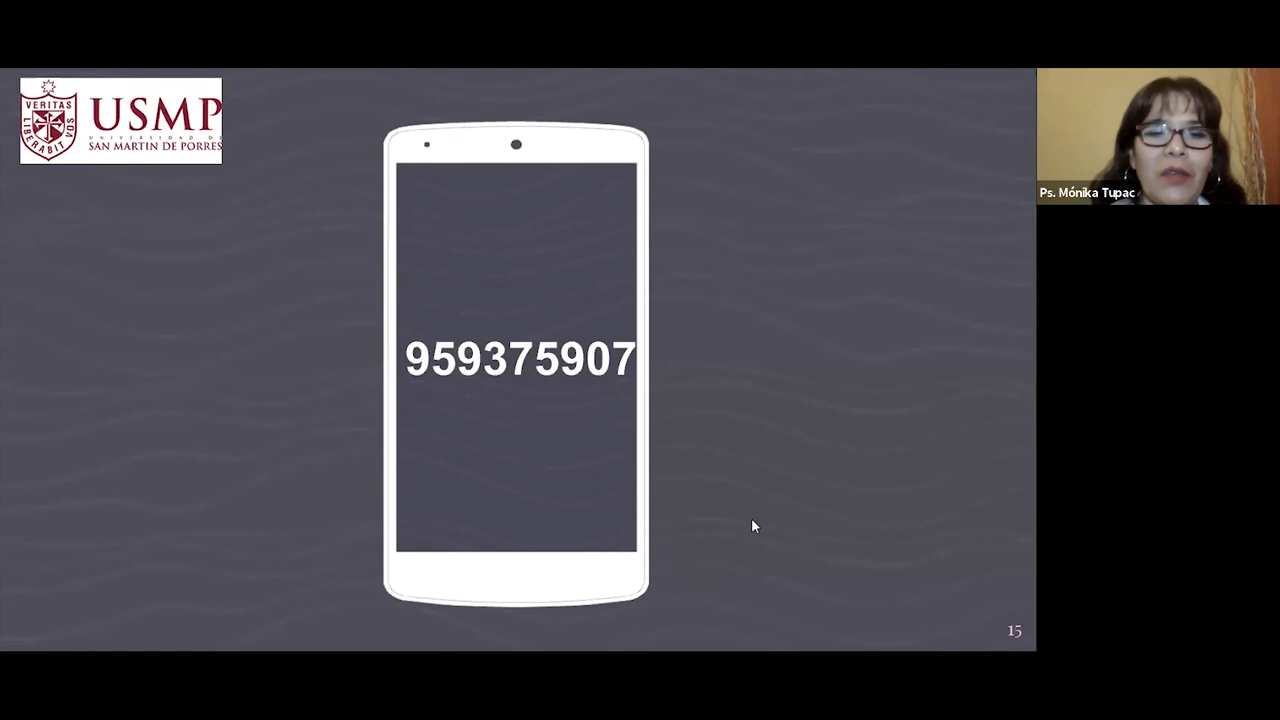 VERITAS
LIBERABIT VOS
USMP
UNIVERSIDAD DE
SAN MARTIN DE PORRES
959375907
15
Ps. Mónika Tupac